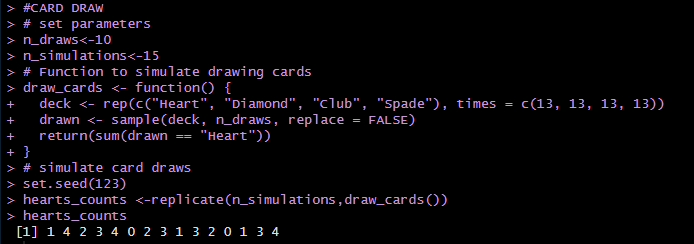 > #CARD DRAW
> # set parameters
> n_draws<-10
> n_simulations<-15
> # Function to simulate drawing cards
> draw_cards <- function() {
+   deck <- rep(c("Heart", "Diamond", "Club", "Spade"), times = c(13, 13, 13, 13))
+   drawn <- sample(deck, n_draws, replace = FALSE)
+   return(sum(drawn == "Heart"))
+ }
> # simulate card draws
> set.seed(123)
> hearts_counts <-replicate(n_simulations,draw_cards())
> hearts_counts
 [1] 1 4 2 3 4 0 2 3 1 3 2 0 1 3 4